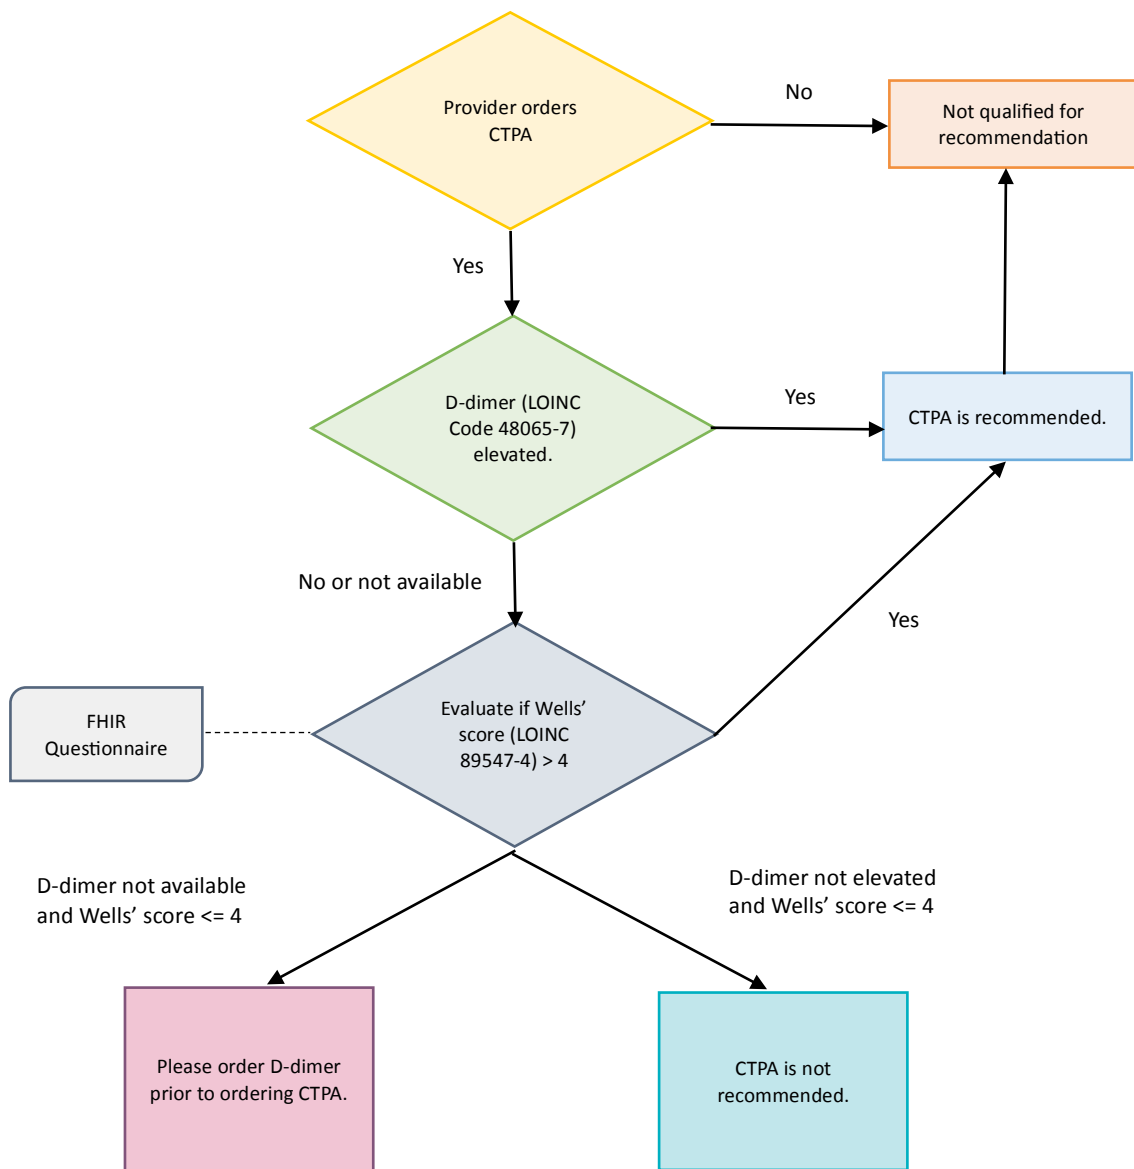 Provider orders
CTPA
No
Not qualified for
recommendation
Yes
D-dimer (LOINC
Code 48065-7)
elevated.
Yes
CTPA is recommended.
No or not available
Yes
FHIR
Questionnaire
Evaluate if Wells’
score (LOINC
89547-4) > 4
D-dimer not available
and Wells’ score <= 4
D-dimer not elevated
and Wells’ score <= 4
Please order D-dimer
prior to ordering CTPA.
CTPA is not
recommended.